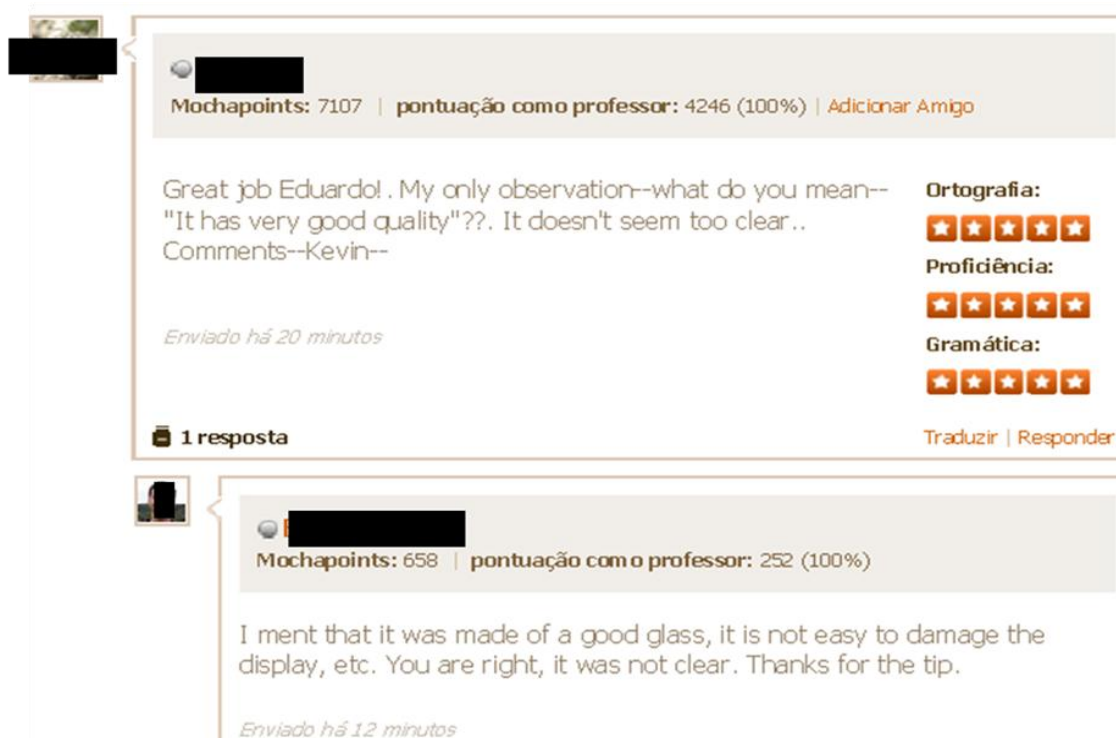 Mochapoints: 7107 | pontuação como professor: 4246 (100%) | Adicionar Amigo
Great job Eduardo!. My only observation--what do you mean--
"It has very good quality"??. It doesn't seem too clear..
Comments--Kevin--
Enviado há 20 minutos
Ortografia:
Proficiência:
Gramática:
1 resposta
Traduzir | Responder
Mochapoints: 658 | pontuação como professor: 252 (100%)
I ment that it was made of a good glass, it is not easy to damage the
display, etc. You are right, it was not clear. Thanks for the tip.
Enviado há 12 minutos